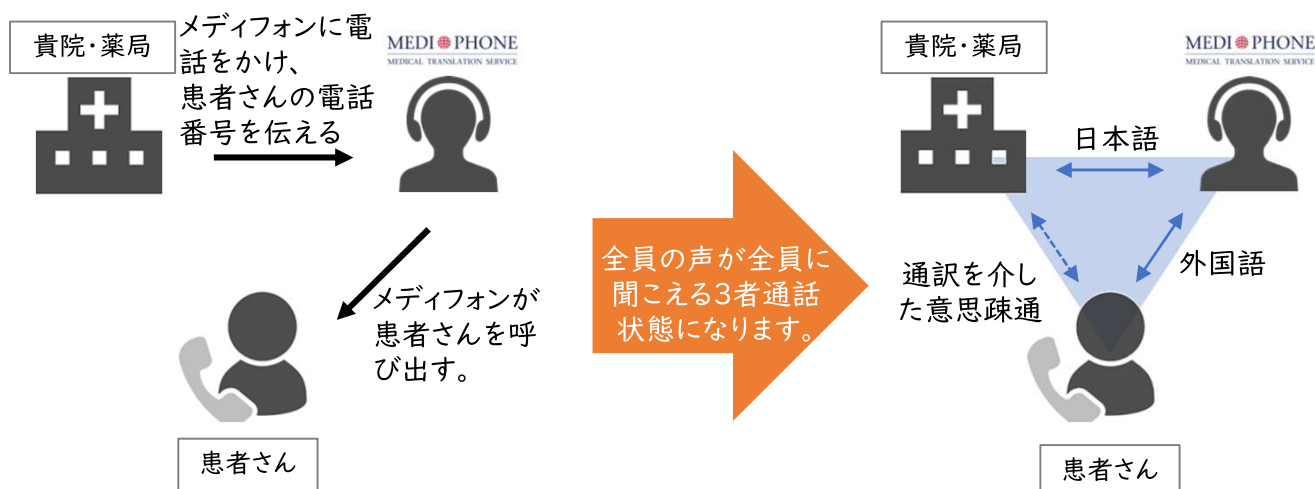 貴院・薬局
メディフォンに電
話をかけ、
患者さんの電話
番号を伝える
MEDI PHONE
MEDICAL TRANSLATION SERVICE
メディフォンが
患者さんを呼
び出す。
患者さん
全員の声が全員に
聞こえる3者通話
状態になります。
貴院・薬局
MEDI PHONE
MEDICAL TRANSLATION SERVICE
日本語
通訳を介し
た意思疎通
外国語
患者さん